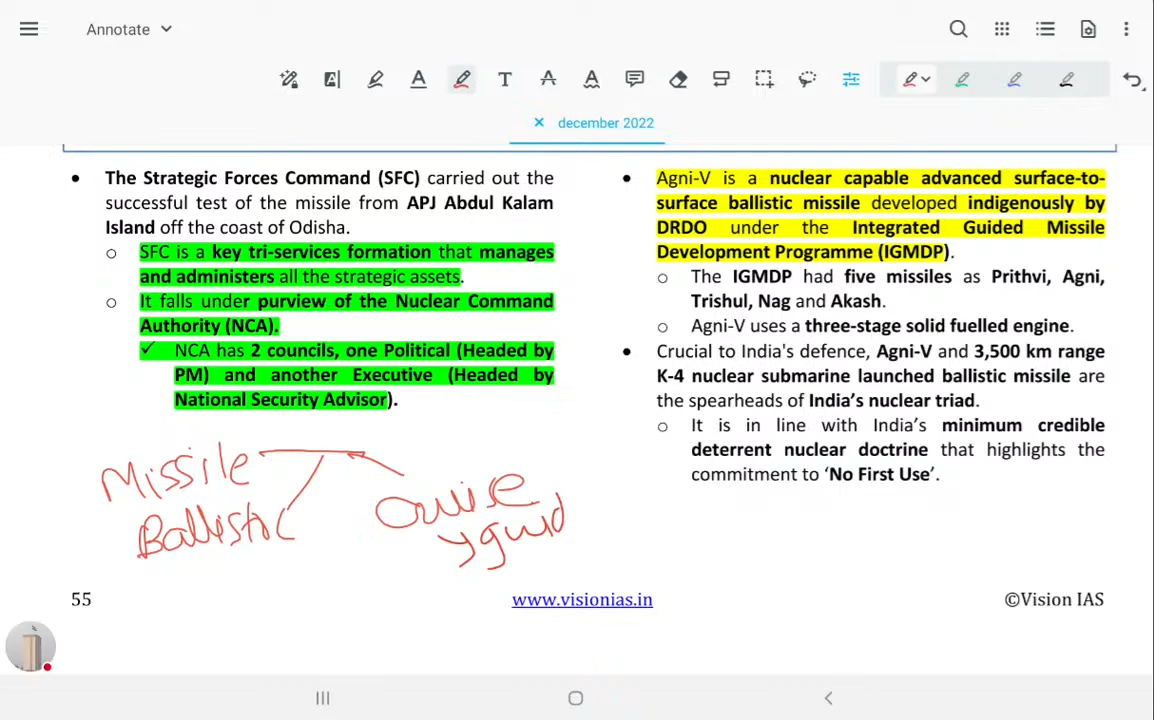 Annotate
T
december 2022
• The Strategic Forces Command (SFC) carried out the
successful test of the missile from APJ Abdul Kalam
Island off the coast of Odisha.
o SFC is a key tri-services formation that manages
and administers all the strategic assets.
o It falls under purview of the Nuclear Command
Authority (NCA).
✓ NCA has 2 councils, one Political (Headed by
PM) and another Executive (Headed by
National Security Advisor).
Missile
Ballistic
• Agni-V is a nuclear capable advanced surface-to-
surface ballistic missile developed indigenously by
DRDO under the Integrated Guided Missile
Development Programme (IGMDP).
o The IGMDP had five missiles as Prithvi, Agni,
Trishul, Nag and Akash.
o Agni-V uses a three-stage solid fuelled engine.
• Crucial to India's defence, Agni-V and 3,500 km range
K-4 nuclear submarine launched ballistic missile are
the spearheads of India's nuclear triad.
o It is in line with India's minimum credible
deterrent nuclear doctrine that highlights the
commitment to 'No First Use'.
55
www.visionias.in
©Vision IAS